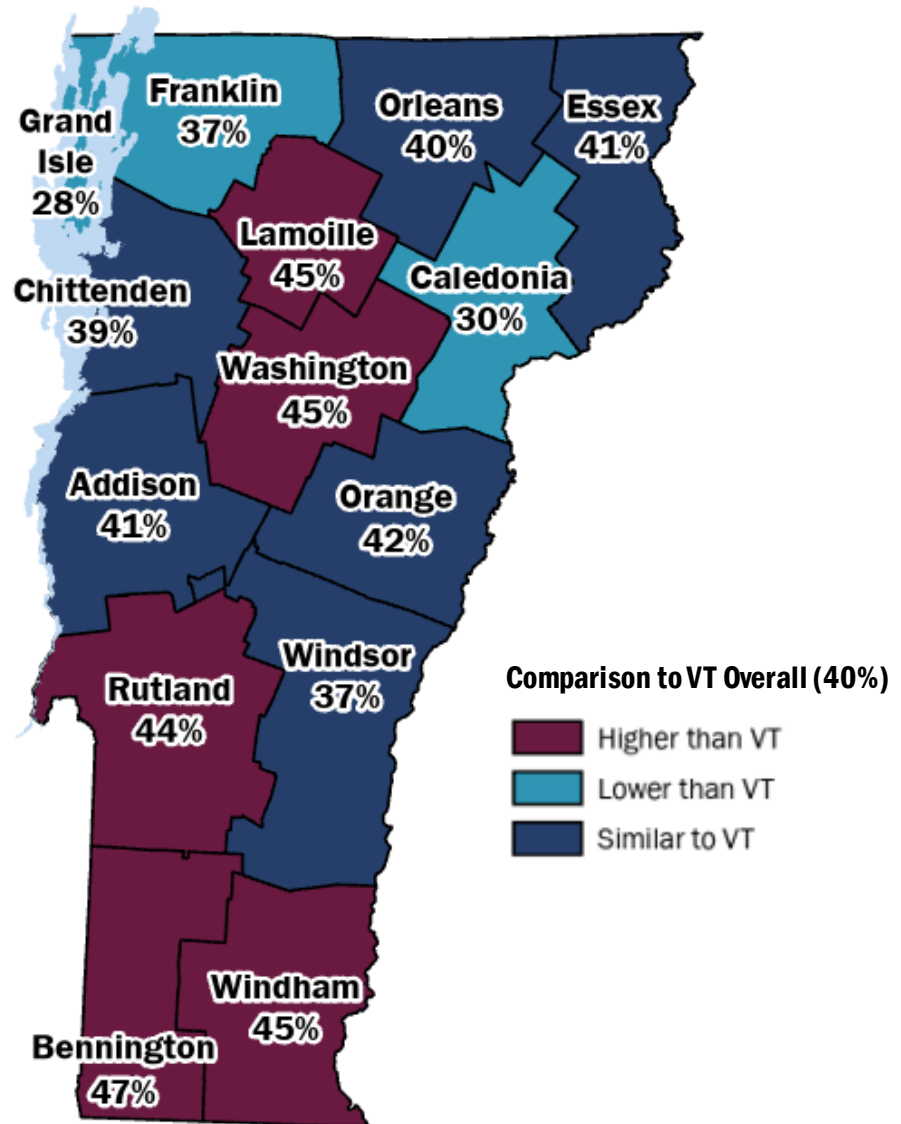 Franklin
37%
Orleans
40%
Essex
41%
Grand
Isle
28%
Lamoille
45%
Caledonia
30%
Chittenden
39%
Washington
45%
Addison
41%
Orange
42%
Windsor
37%
Rutland
44%
Comparison to VT Overall (40%)
Higher than VT
Lower than VT
Similar to VT
Windham
45%
Bennington
47%